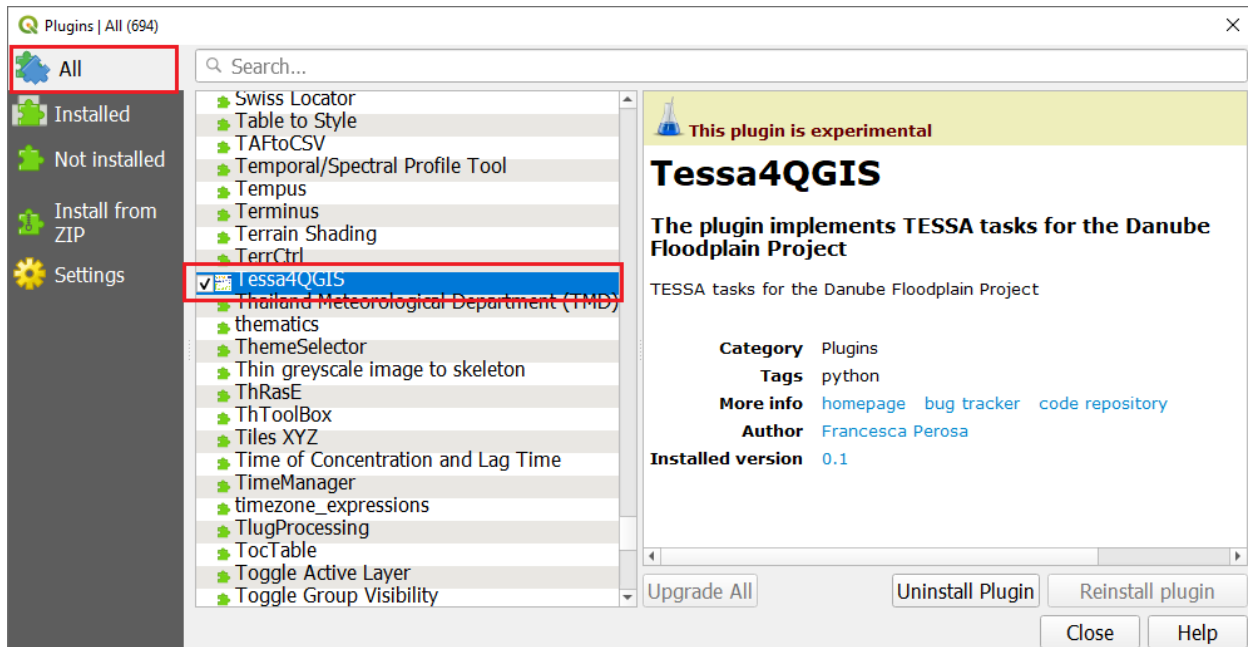 Plugins | All (694)
All
Installed
Not installed
Install from
ZIP
Settings
Search...
Swiss Locator
Table to Style
TAFtoCSV
Temporal/Spectral Profile Tool
Tempus
Terminus
Terrain Shading
TerrCtrl
Tessa4QGIS
Thailand Meteorological Department (TMD)
thematics
ThemeSelector
Thin greyscale image to skeleton
ThRasE
ThToolBox
Tiles XYZ
Time of Concentration and Lag Time
TimeManager
timezone_expressions
TlugProcessing
TocTable
Toggle Active Layer
Toggle Group Visibility
This plugin is experimental
Tessa4QGIS
The plugin implements TESSA tasks for the Danube
Floodplain Project
TESSA tasks for the Danube Floodplain Project
Category Plugins
Tags python
More info homepage bug tracker code repository
Author Francesca Perosa
Installed version 0.1
Upgrade All Uninstall Plugin Reinstall plugin
Close Help